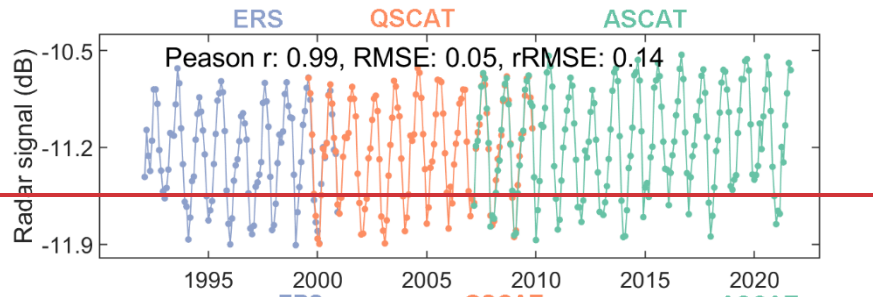 ERS QSCAT ASCAT
Peason r: 0.99, RMSE: 0.05, rRMSE: 0.14
Radar signal (dB)
-10.5
-11.2
-11.9
1995 2000 2005 2010 2015 2020